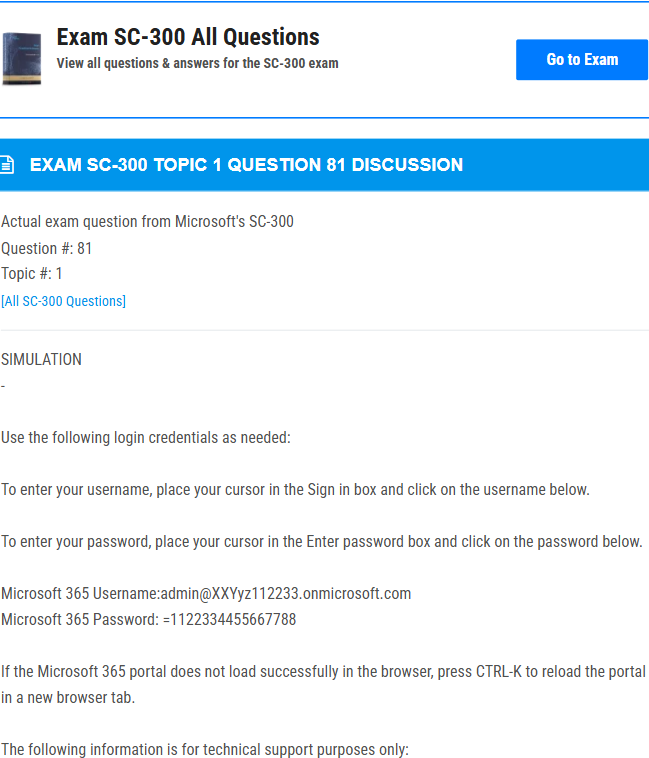 Exam SC-300 All Questions
View all questions & answers for the SC-300 exam
Go to Exam
EXAM SC-300 TOPIC 1 QUESTION 81 DISCUSSION
Actual exam question from Microsoft's SC-300
Question #: 81
Topic #: 1
[All SC-300 Questions]
SIMULATION
-
Use the following login credentials as needed:
To enter your username, place your cursor in the Sign in box and click on the username below.
To enter your password, place your cursor in the Enter password box and click on the password below.
Microsoft 365 Username:admin@XXYyz112233.onmicrosoft.com
Microsoft 365 Password: =1122334455667788
If the Microsoft 365 portal does not load successfully in the browser, press CTRL-K to reload the portal
in a new browser tab.
The following information is for technical support purposes only: